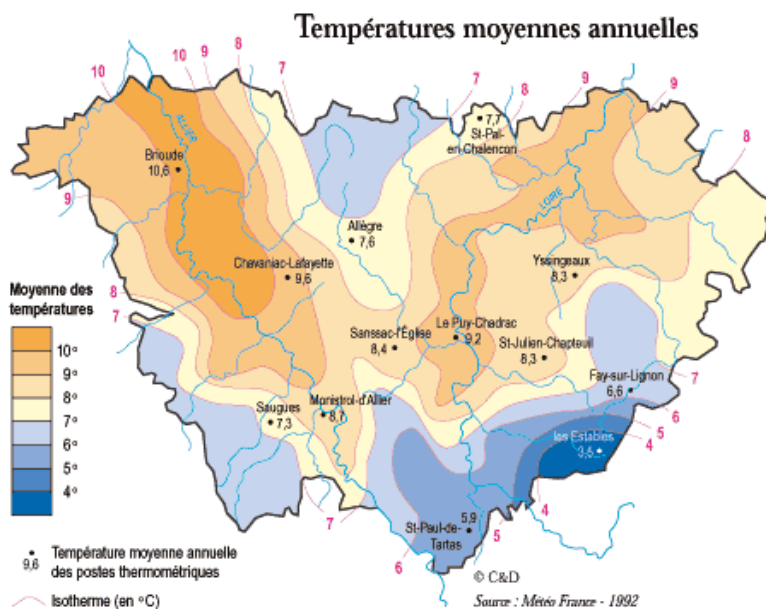 Températures moyennes annuelles
10
10
9
8
7
7
8
9
9
8
ALLIER
7,7
St-Pal-
en-Chalencon
Brioude
10,6
9
LOIRE
Allègre
7,6
Chavaniac-Lafayette
9,6
Yssingeaux
8,3
8
7
Moyenne des
températures
10°
9°
8°
7°
6°
5°
4°
Sanssac-l'Église
8,4
Le Puy-Chadrac
9,2
St-Julien-Chapteuil
8,3
Fay-sur-Lignon
6,6
7
6
5
4
Saugues
7,3
Monistrol-d'Allier
8,7
les Estables
3,5
7
6
5
4
5,9
St-Paul-de-
Tartas
9,6
Température moyenne annuelle
des postes thermométriques
Isotherme (en °C)
© C&D
Source : Météo France - 1992